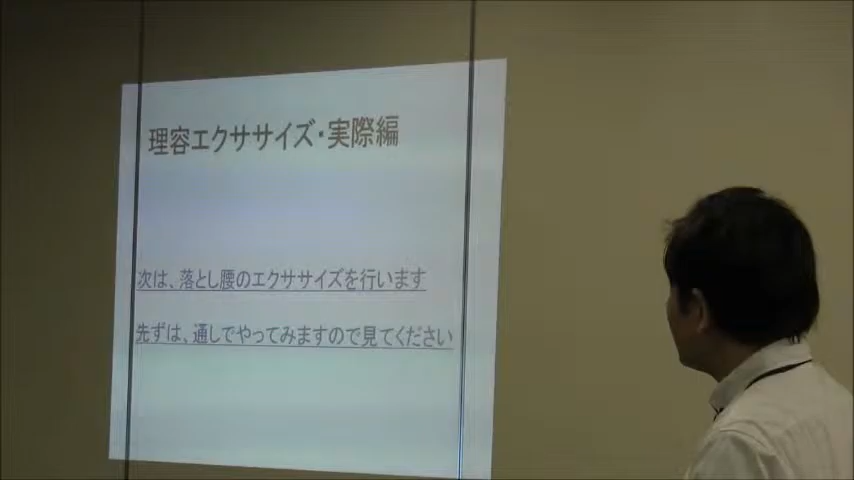 理容エクササイズ・実際編
次は、落とし腰のエクササイズを行います
先ずは、通しでやってみますので見てください